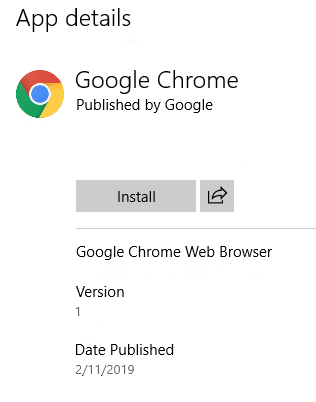 App details
Google Chrome
Published by Google
Install
Google Chrome Web Browser
Version
1
Date Published
2/11/2019